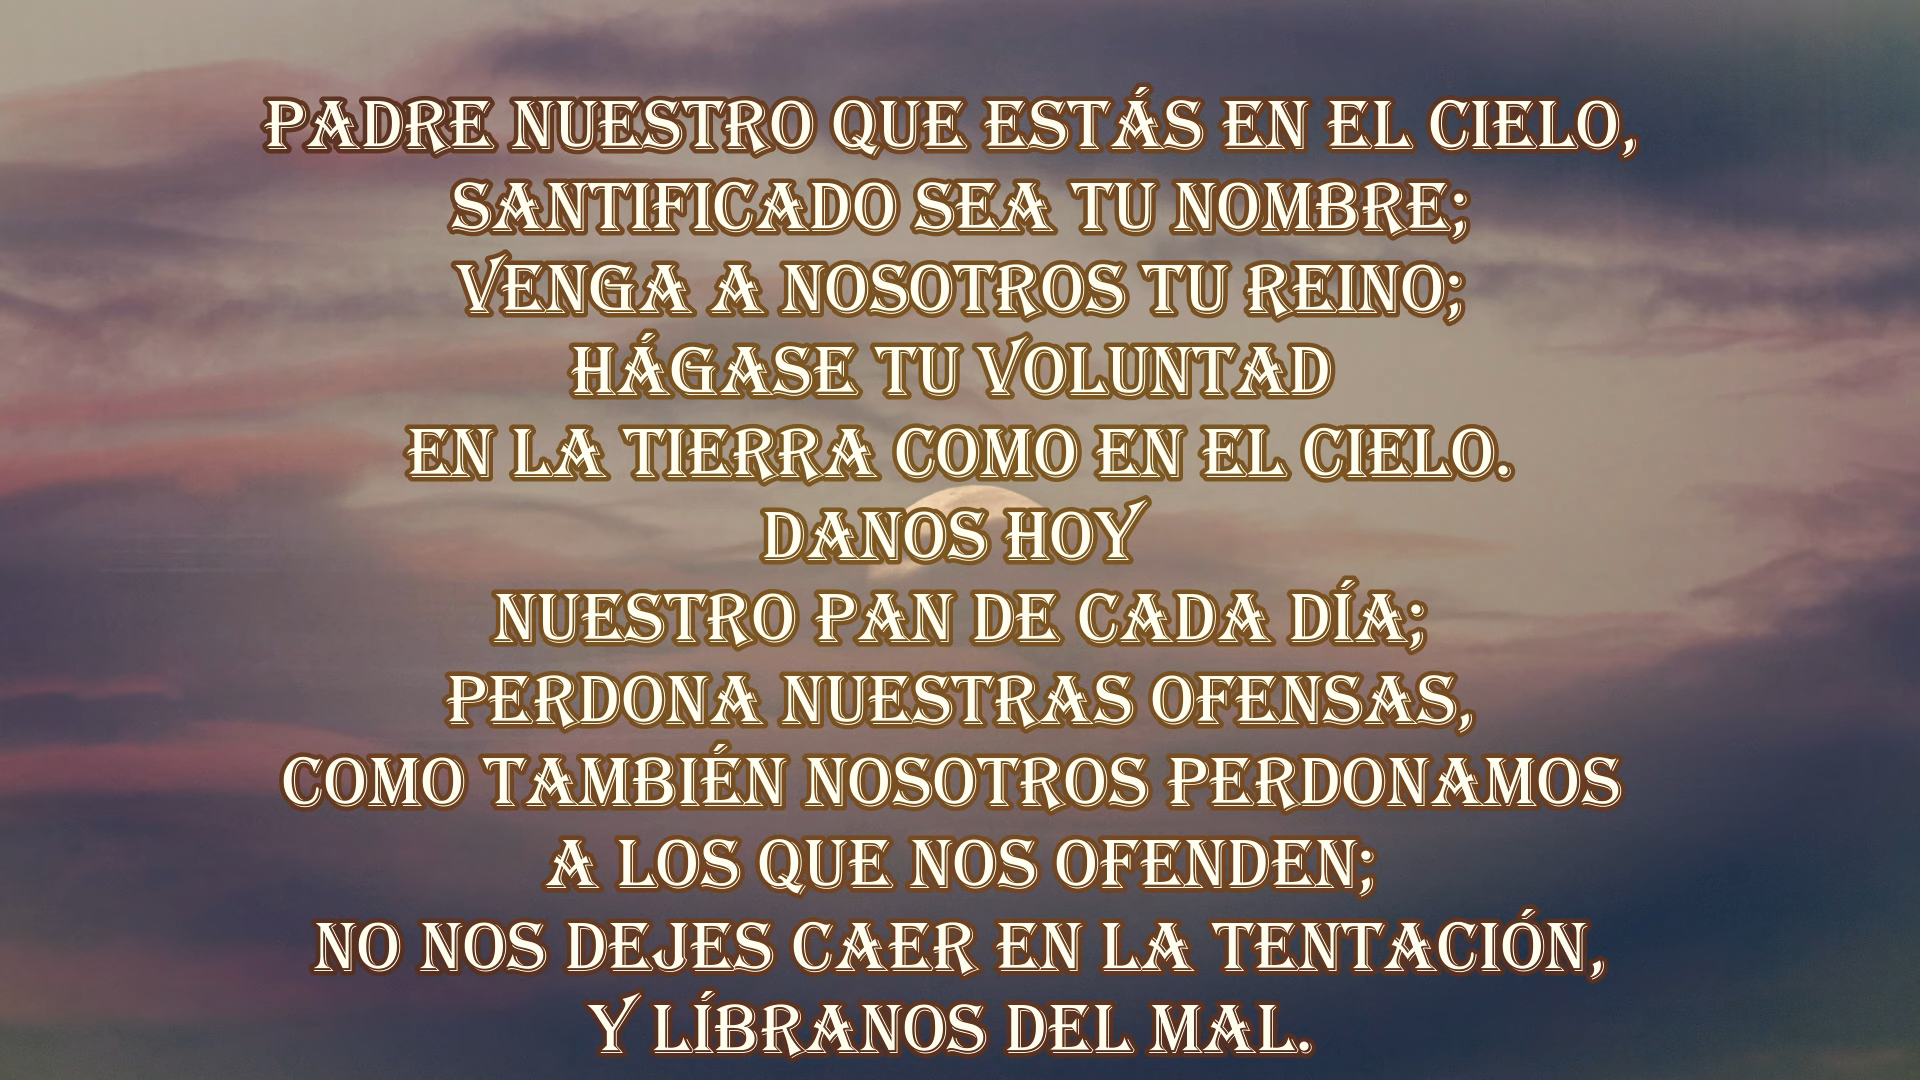 PADRE NUESTRO QUE ESTÁS EN EL CIELO,
SANTIFICADO SEA TU NOMBRE;
VENGA A NOSOTROS TU REINO;
HÁGASE TU VOLUNTAD
EN LA TIERRA COMO EN EL CIELO.
DANOS HOY
NUESTRO PAN DE CADA DÍA;
PERDONA NUESTRAS OFENSAS,
COMO TAMBIÉN NOSOTROS PERDONAMOS
A LOS QUE NOS OFENDEN;
NO NOS DEJES CAER EN LA TENTACIÓN,
Y LÍBRANOS DEL MAL.